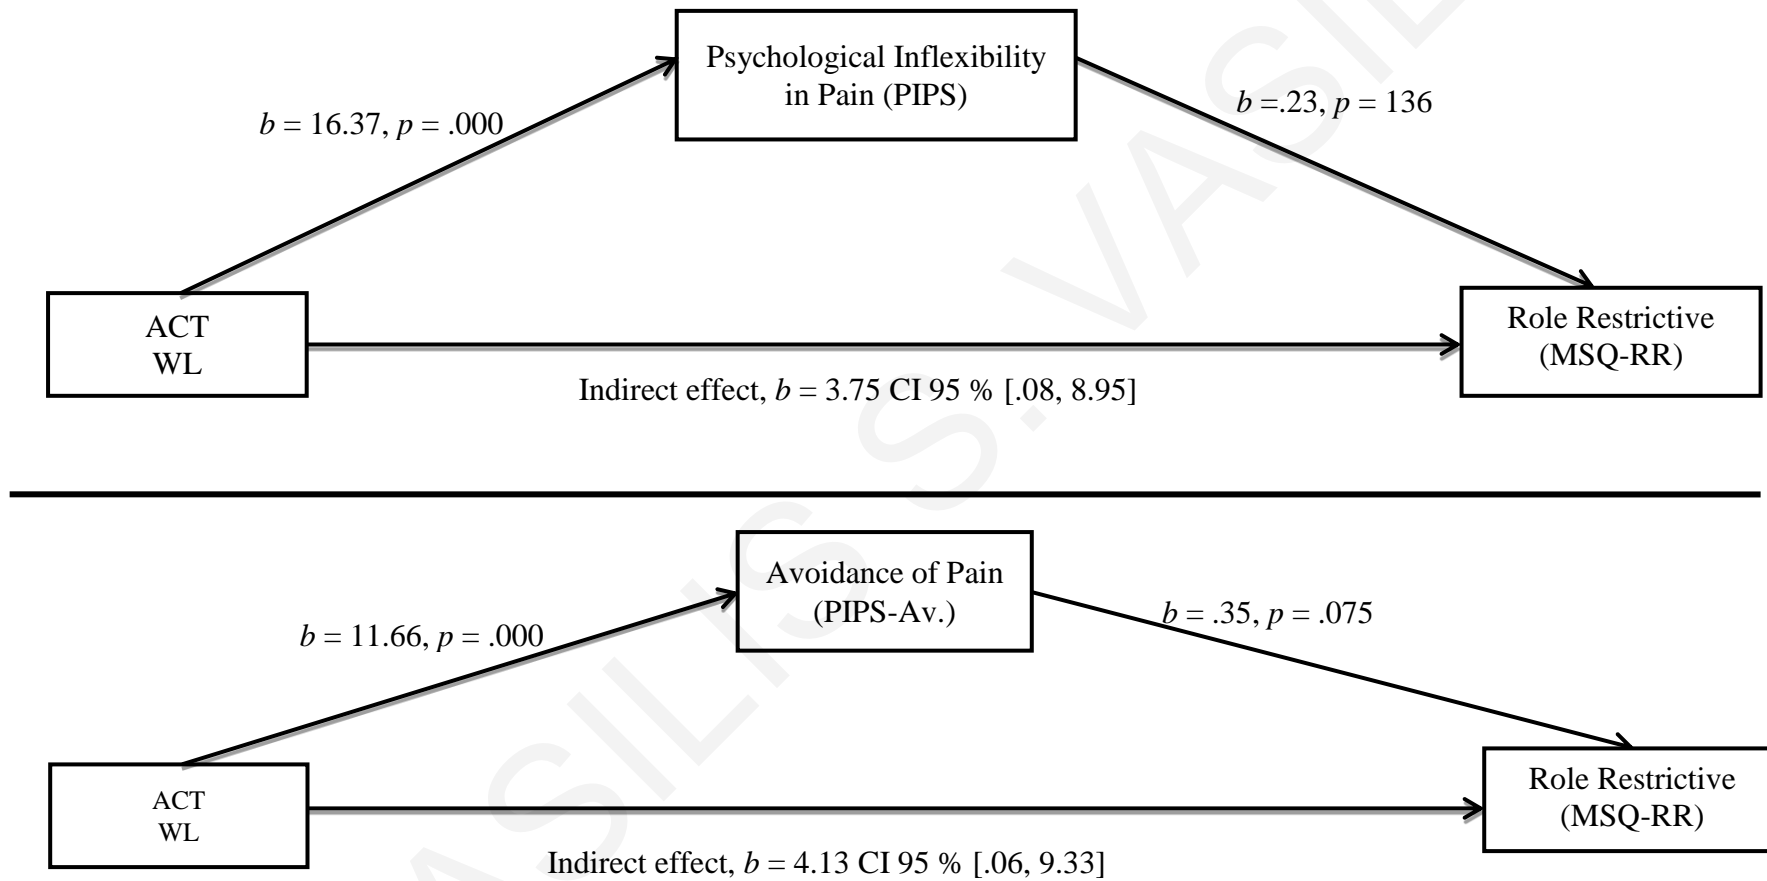 Psychological Inflexibility
in Pain (PIPS)
b = 16.37, p = .000
b =.23, p = 136
ACT
WL
Role Restrictive
(MSQ-RR)
Indirect effect, b = 3.75 CI 95 % [.08, 8.95]
Avoidance of Pain
(PIPS-Av.)
b = 11.66, p = .000
b = .35, p = .075
ACT
WL
Role Restrictive
(MSQ-RR)
Indirect effect, b = 4.13 CI 95 % [.06, 9.33]
ASILIS S. VASIL